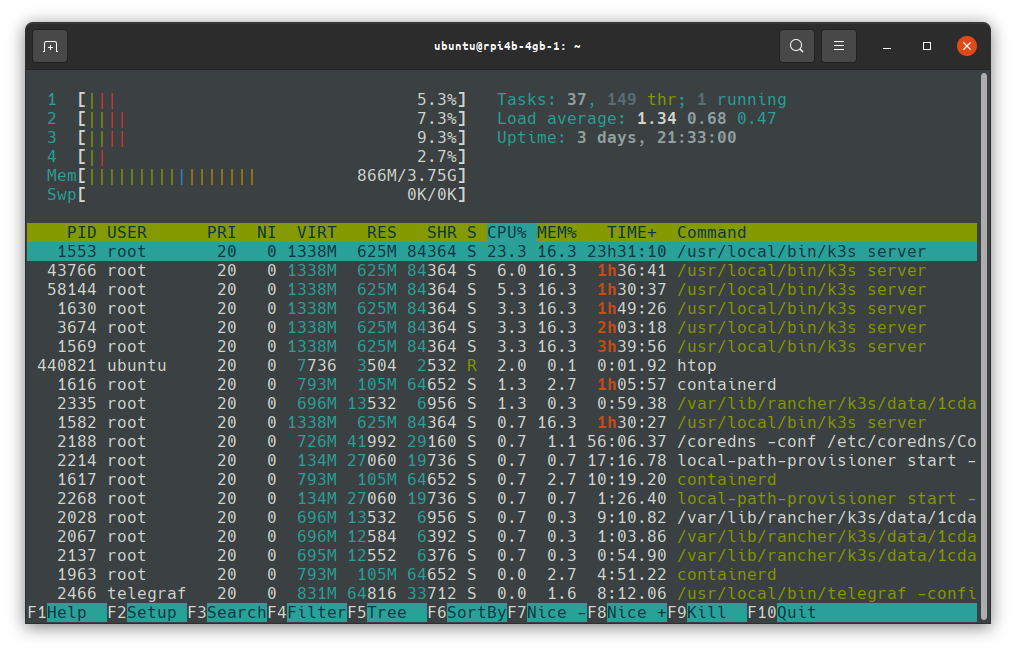 ubuntu@rpi4b-4gb-1: ~
1 [||| 5.3%] Tasks: 37, 149 thr; 1 running
2 [|||| 7.3%] Load average: 1.34 0.68 0.47
3 [|||| 9.3%] Uptime: 3 days, 21:33:00
4 [|| 2.7%]
Mem[||||||||||||||||| 866M/3.75G]
Swp[ 0K/0K]
PID USER PRI NI VIRT RES SHR S CPU% MEM% TIME+ Command
1553 root 20 0 1338M 625M 84364 S 23.3 16.3 23h31:10 /usr/local/bin/k3s server
43766 root 20 0 1338M 625M 84364 S 6.0 16.3 1h36:41 /usr/local/bin/k3s server
58144 root 20 0 1338M 625M 84364 S 5.3 16.3 1h30:37 /usr/local/bin/k3s server
1630 root 20 0 1338M 625M 84364 S 3.3 16.3 1h49:26 /usr/local/bin/k3s server
3674 root 20 0 1338M 625M 84364 S 3.3 16.3 2h03:18 /usr/local/bin/k3s server
1569 root 20 0 1338M 625M 84364 S 3.3 16.3 3h39:56 /usr/local/bin/k3s server
440821 ubuntu 20 0 7736 3504 2532 R 2.0 0.1 0:01.92 htop
1616 root 20 0 793M 105M 64652 S 1.3 2.7 1h05:57 containerd
2335 root 20 0 696M 13532 6956 S 1.3 0.3 0:59.38 /var/lib/rancher/k3s/data/1cda
1582 root 20 0 1338M 625M 84364 S 0.7 16.3 1h30:27 /usr/local/bin/k3s server
2188 root 20 0 726M 41992 29160 S 0.7 1.1 56:06.37 /coredns -conf /etc/coredns/Co
2214 root 20 0 134M 27060 19736 S 0.7 0.7 17:16.78 local-path-provisioner start -
1617 root 20 0 793M 105M 64652 S 0.7 2.7 10:19.20 containerd
2268 root 20 0 134M 27060 19736 S 0.7 0.7 1:26.40 local-path-provisioner start -
2028 root 20 0 696M 13532 6956 S 0.7 0.3 9:10.82 /var/lib/rancher/k3s/data/1cda
2067 root 20 0 696M 12584 6392 S 0.7 0.3 1:03.86 /var/lib/rancher/k3s/data/1cda
2137 root 20 0 695M 12552 6376 S 0.7 0.3 0:54.90 /var/lib/rancher/k3s/data/1cda
1963 root 20 0 793M 105M 64652 S 0.0 2.7 4:51.22 containerd
2466 telegraf 20 0 831M 64816 33712 S 0.0 1.6 8:12.06 /usr/bin/telegraf -confi
F1Help F2Setup F3SearchF4FilterF5Tree F6SortByF7Nice -F8Nice +F9Kill F10Quit